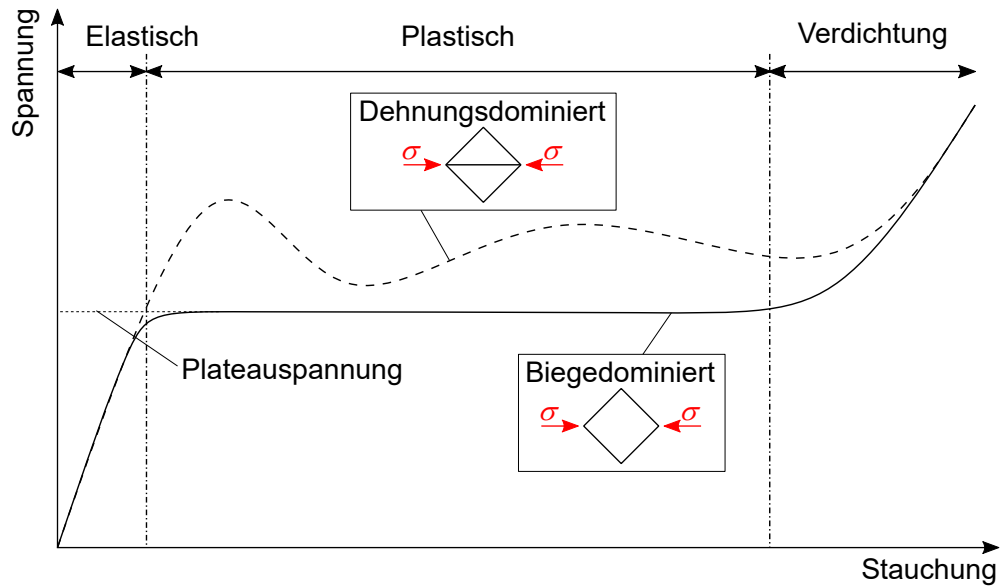 Spannung
Elastisch
Plastisch
Verdichtung
Dehnungsdominiert
σ
σ
Plateauspannung
Biegedominiert
σ
σ
Stauchung